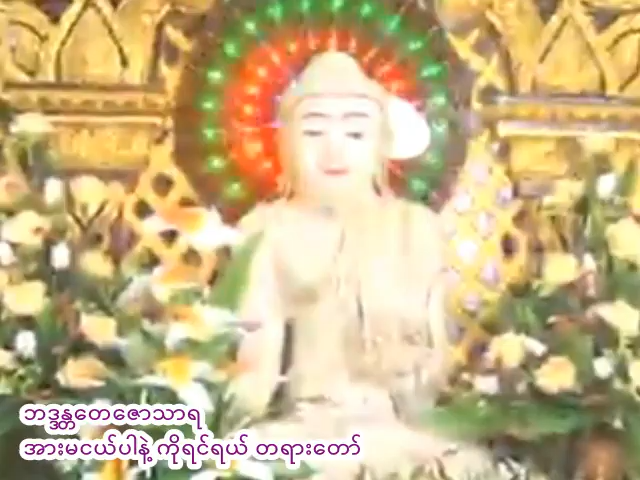 ဘဒ္ဒန္တတေဇောသာရ
အားမငယ်ပါနဲ့ ကိုရင်ရယ် တရားတော်